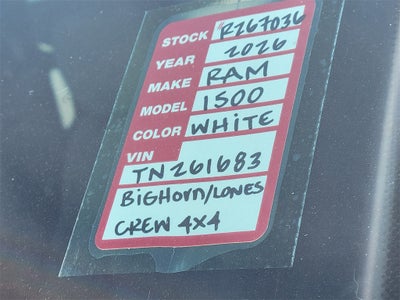 STOCK R267036
YEAR 2026
MAKE RAM
MODEL 1500
COLOR WHITE
VIN
TN261683
BIGHORN/LONES
CREW 4X4